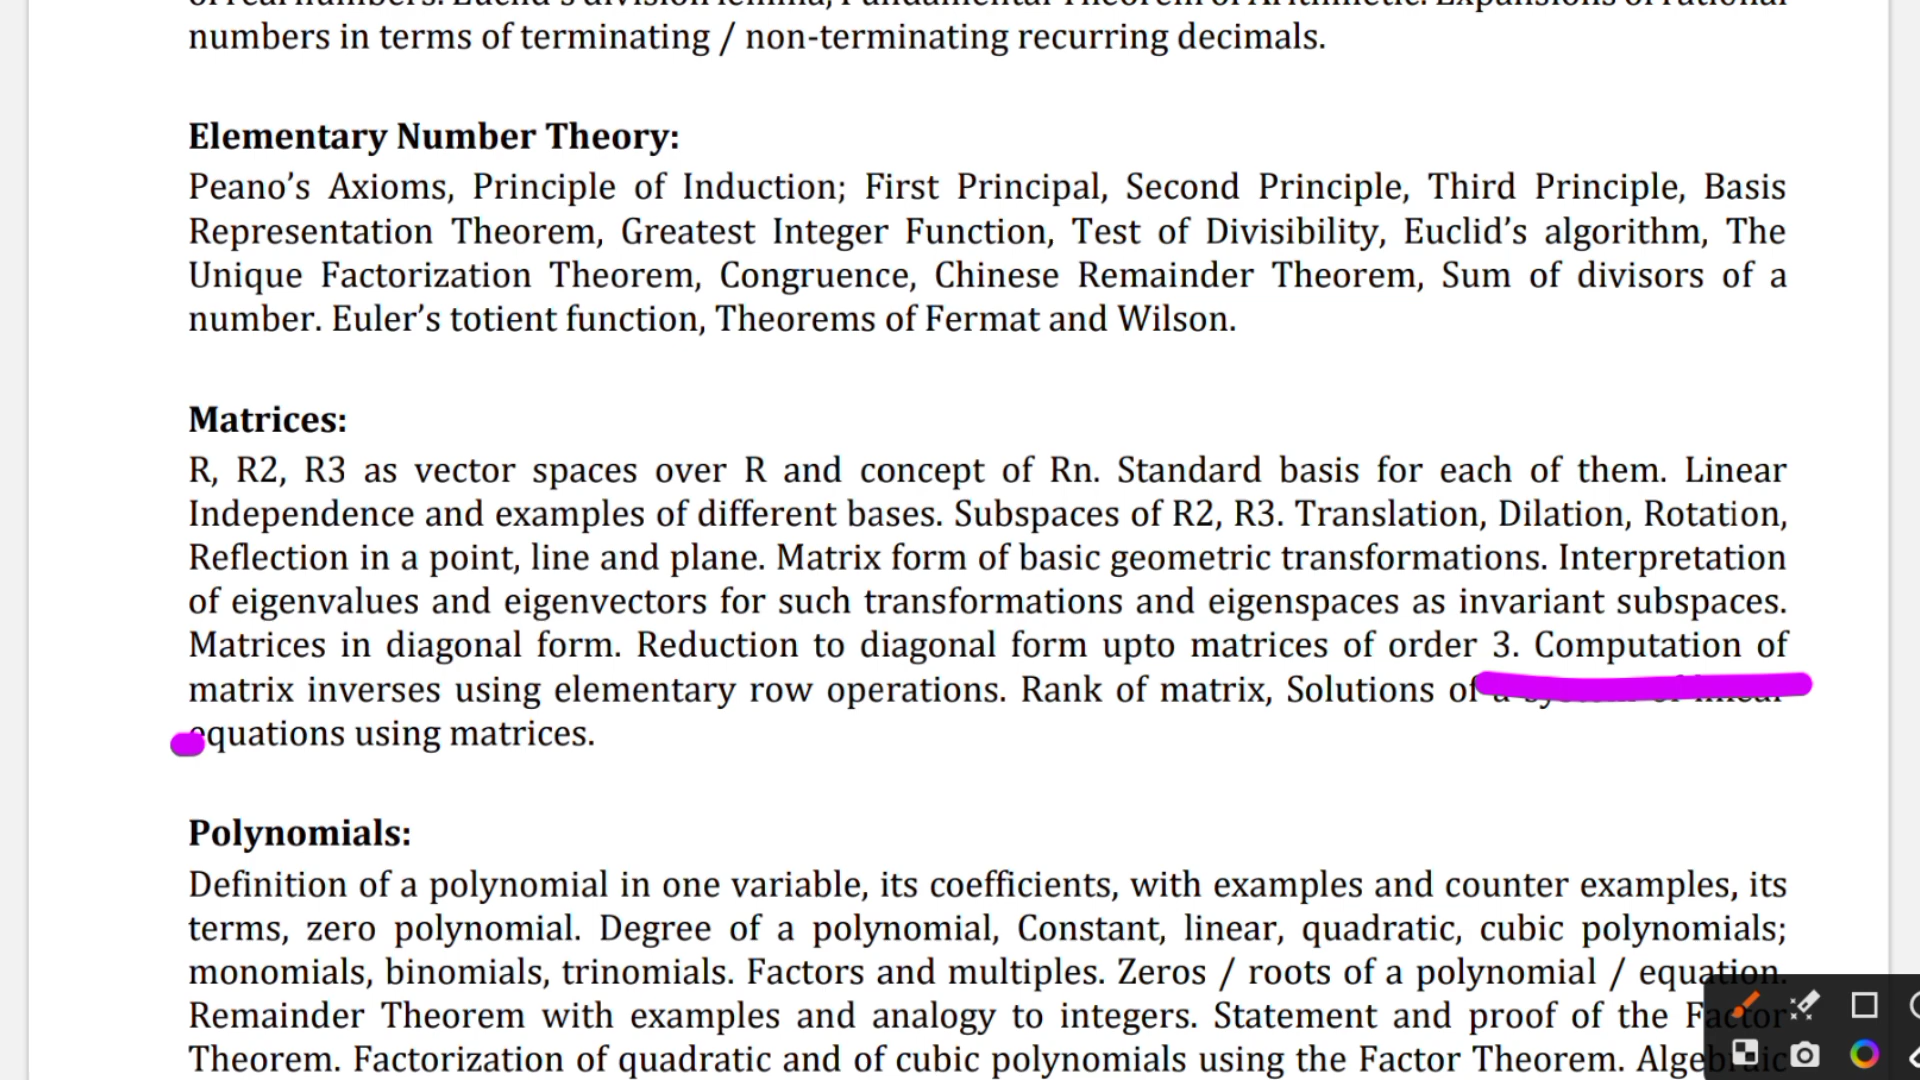 numbers in terms of terminating / non-terminating recurring decimals.
Elementary Number Theory:
Peano’s Axioms, Principle of Induction; First Principal, Second Principle, Third Principle, Basis
Representation Theorem, Greatest Integer Function, Test of Divisibility, Euclid’s algorithm, The
Unique Factorization Theorem, Congruence, Chinese Remainder Theorem, Sum of divisors of a
number. Euler’s totient function, Theorems of Fermat and Wilson.
Matrices:
R, R2, R3 as vector spaces over R and concept of Rn. Standard basis for each of them. Linear
Independence and examples of different bases. Subspaces of R2, R3. Translation, Dilation, Rotation,
Reflection in a point, line and plane. Matrix form of basic geometric transformations. Interpretation
of eigenvalues and eigenvectors for such transformations and eigenspaces as invariant subspaces.
Matrices in diagonal form. Reduction to diagonal form upto matrices of order 3. Computation of
matrix inverses using elementary row operations. Rank of matrix, Solutions of
equations using matrices.
Polynomials:
Definition of a polynomial in one variable, its coefficients, with examples and counter examples, its
terms, zero polynomial. Degree of a polynomial, Constant, linear, quadratic, cubic polynomials;
monomials, binomials, trinomials. Factors and multiples. Zeros / roots of a polynomial / equation.
Remainder Theorem with examples and analogy to integers. Statement and proof of the Factor
Theorem. Factorization of quadratic and of cubic polynomials using the Factor Theorem. Algebraic